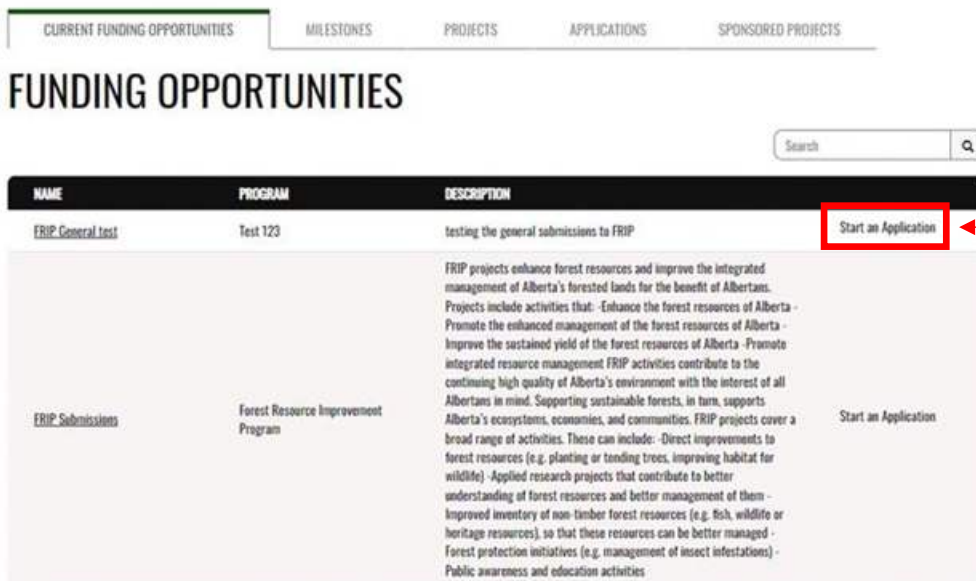 CURRENT FUNDING OPPORTUNITIES MILESTONES PROJECTS APPLICATIONS SPONSORED PROJECTS
FUNDING OPPORTUNITIES
Search
NAME PROGRAM DESCRIPTION
FRIP General test Test 123 testing the general submissions to FRIP Start an Application
FRIP projects enhance forest resources and improve the integrated
management of Alberta's forested lands for the benefit of Albertans.
Projects include activities that: -Enhance the forest resources of Alberta -
Promote the enhanced management of the forest resources of Alberta -
Improve the sustained yield of the forest resources of Alberta -Promote
integrated resource management FRIP activities contribute to the
continuing high quality of Alberta's environment with the interest of all
Albertans in mind. Supporting sustainable forests, in turn, supports
Alberta's ecosystems, economies, and communities. FRIP projects cover a
broad range of activities. These can include: -Direct improvements to
forest resources (e.g. planting or tending trees, improving habitat for
wildlife) -Applied research projects that contribute to better
understanding of forest resources and better management of them -
Improved inventory of non-timber forest resources (e.g. fish, wildlife or
heritage resources), so that these resources can be better managed -
Forest protection initiatives (e.g. management of insect infestations) -
Public awareness and education activities
FRIP Submissions
Forest Resource Improvement
Program
Start an Application